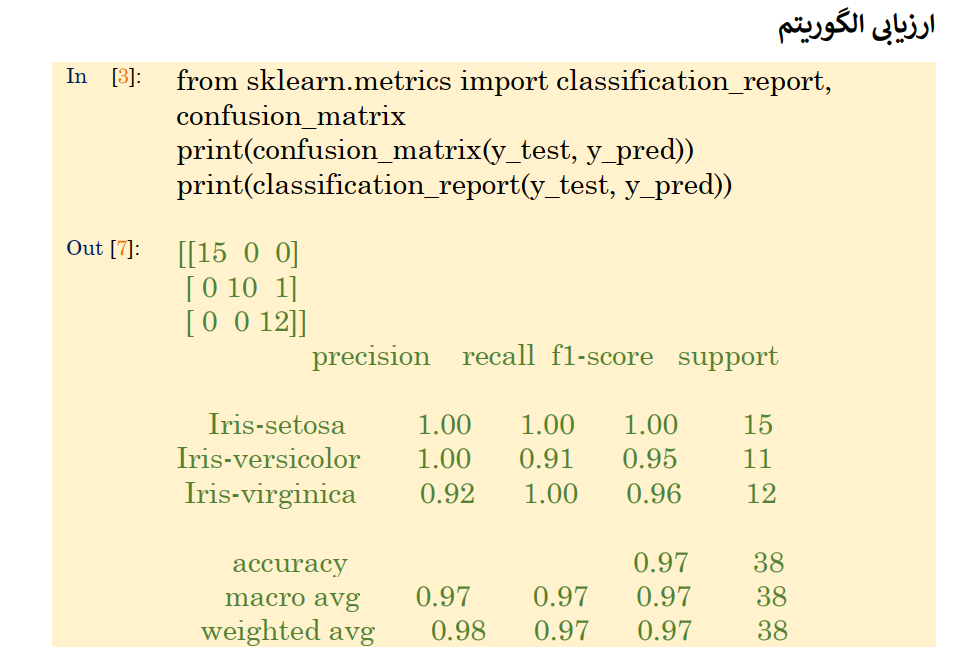 ارزیابی الگوریتم
In [3]: from sklearn.metrics import classification_report,
confusion_matrix
print(confusion_matrix(y_test, y_pred))
print(classification_report(y_test, y_pred))
Out [7]: [[15 0 0]
[ 0 10 1]
[ 0 0 12]]
precision recall f1-score support
Iris-setosa 1.00 1.00 1.00 15
Iris-versicolor 1.00 0.91 0.95 11
Iris-virginica 0.92 1.00 0.96 12
accuracy 0.97 38
macro avg 0.97 0.97 0.97 38
weighted avg 0.98 0.97 0.97 38